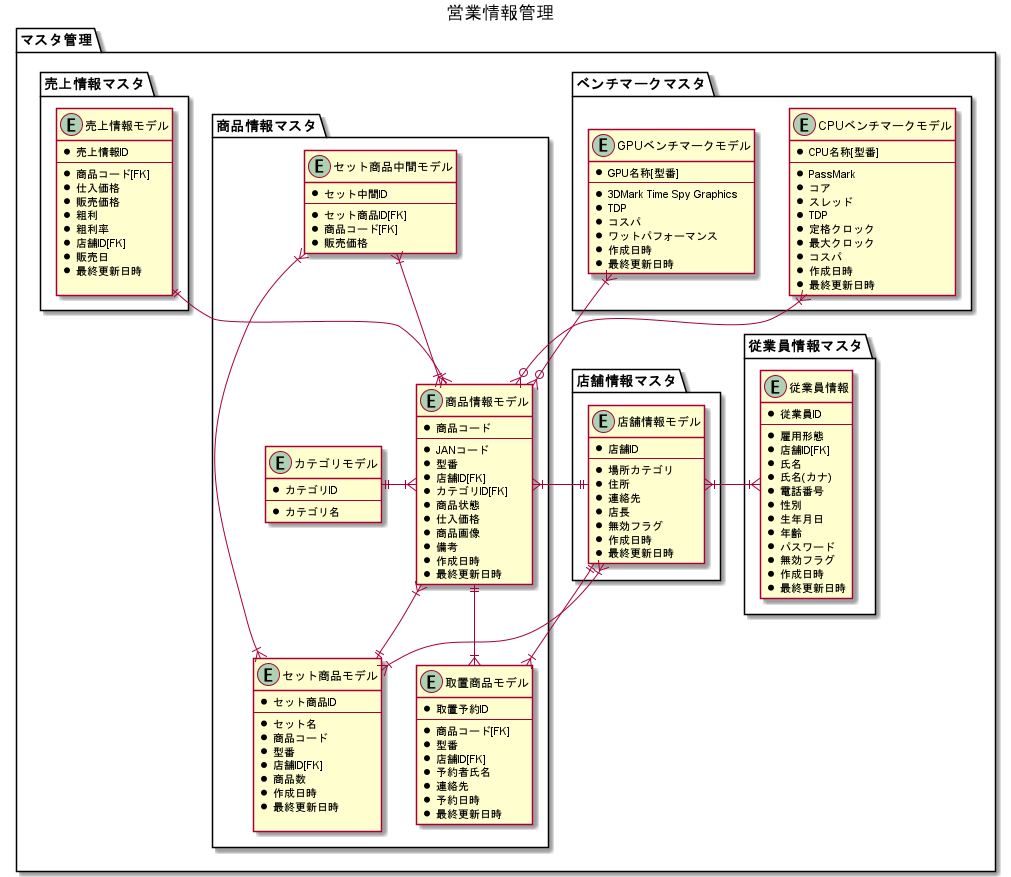 営業情報管理
マスタ管理
売上情報マスタ
E 売上情報モデル
売上情報ID
商品コード[FK]
仕入価格
販売価格
粗利
粗利率
店舗ID[FK]
販売日
最終更新日時
商品情報マスタ
E セット商品中間モデル
セット中間ID
セット商品ID[FK]
商品コード[FK]
販売価格
ベンチマークマスタ
E GPUベンチマークモデル
GPU名称[型番]
3DMark Time Spy Graphics
TDP
コスパ
ワットパフォーマンス
作成日時
最終更新日時
E CPUベンチマークモデル
CPU名称[型番]
PassMark
コア
スレッド
TDP
定格クロック
最大クロック
コスパ
作成日時
最終更新日時
E カテゴリモデル
カテゴリID
カテゴリ名
E 商品情報モデル
商品コード
JANコード
型番
店舗ID[FK]
カテゴリID[FK]
商品状態
仕入価格
商品画像
備考
作成日時
最終更新日時
店舗情報マスタ
E 店舗情報モデル
店舗ID
場所カテゴリ
住所
連絡先
店長
無効フラグ
作成日時
最終更新日時
従業員情報マスタ
E 従業員情報
従業員ID
雇用形態
店舗ID[FK]
氏名
氏名(カナ)
電話番号
性別
生年月日
年齢
パスワード
無効フラグ
作成日時
最終更新日時
E セット商品モデル
セット商品ID
セット名
商品コード
型番
店舗ID[FK]
商品数
作成日時
最終更新日時
E 取置商品モデル
取置予約ID
商品コード[FK]
型番
店舗ID[FK]
予約者氏名
連絡先
予約日時
最終更新日時